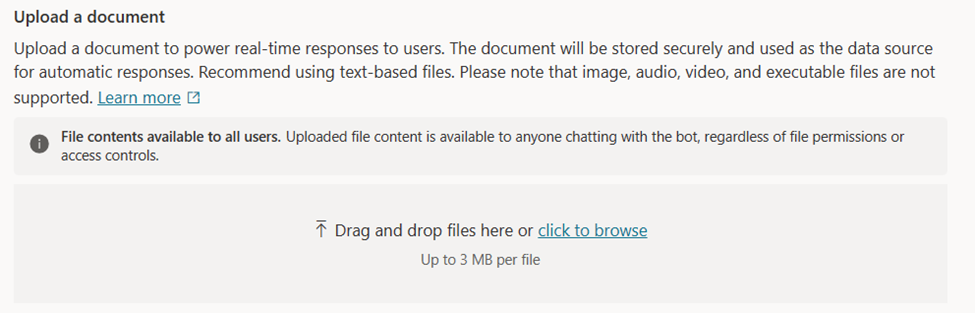 Upload a document
Upload a document to power real-time responses to users. The document will be stored securely and used as the data source
for automatic responses. Recommend using text-based files. Please note that image, audio, video, and executable files are not
supported. Learn more
File contents available to all users. Uploaded file content is available to anyone chatting with the bot, regardless of file permissions or
access controls.
Drag and drop files here or click to browse
Up to 3 MB per file